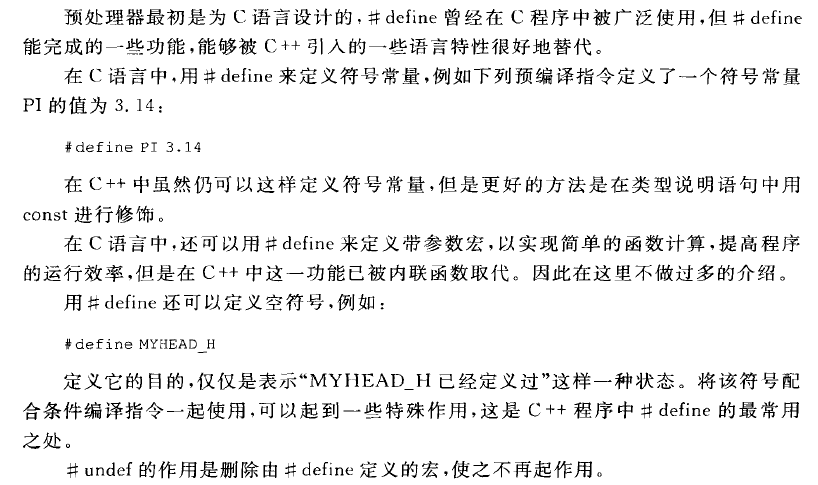 预处理器最初是为 C 语言设计的,#define 曾经在 C 程序中被广泛使用,但#define
能完成的一些功能,能够被 C++ 引入的一些语言特性很好地替代。
在 C 语言中,用#define 来定义符号常量,例如下列预编译指令定义了一个符号常量
PI 的值为 3.14:
#define PI 3.14
在 C++ 中虽然仍可以这样定义符号常量,但是更好的方法是在类型说明语句中用
const 进行修饰。
在 C 语言中,还可以用#define 来定义带参数宏,以实现简单的函数计算,提高程序
的运行效率,但是在 C++ 中这一功能已被内联函数取代。因此在这里不做过多的介绍。
用#define 还可以定义空符号,例如:
#define MYHEAD_H
定义它的目的,仅仅是表示“MYHEAD_H 已经定义过”这样一种状态。将该符号配
合条件编译指令一起使用,可以起到一些特殊作用,这是 C++ 程序中#define 的最常用
之处。
#undef 的作用是删除由#define 定义的宏,使之不再起作用。